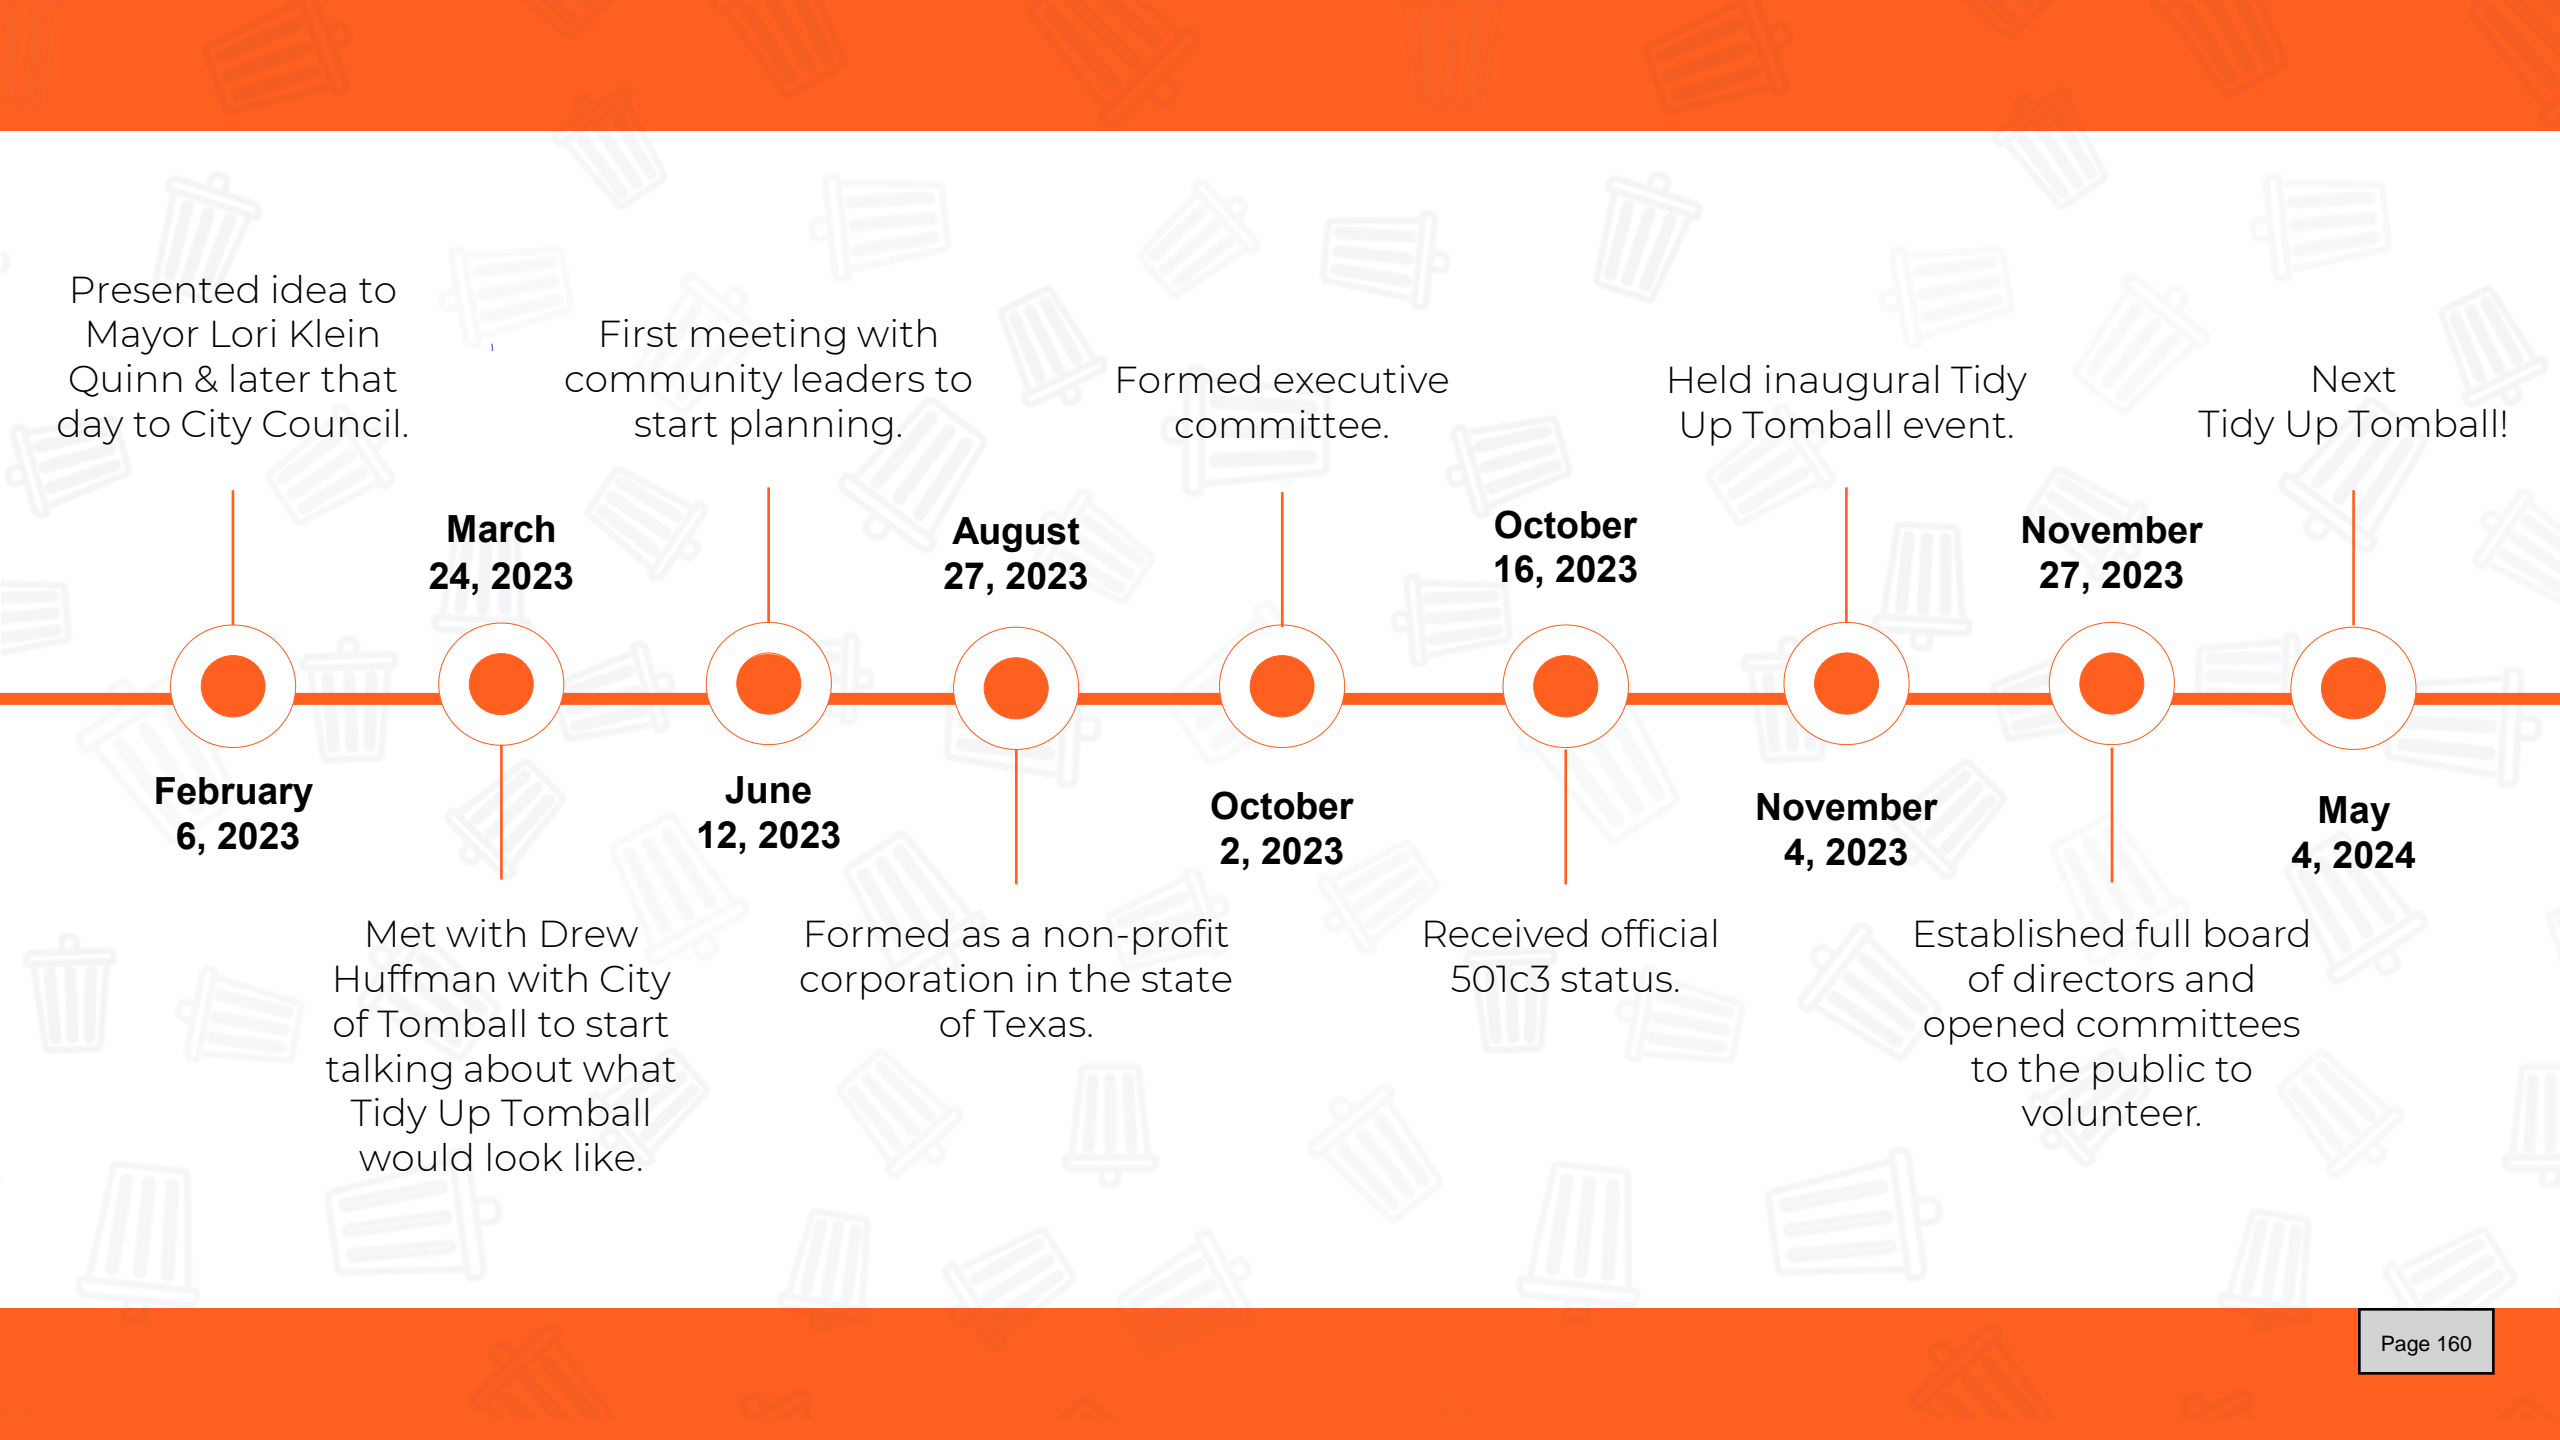 Presented idea to
Mayor Lori Klein
Quinn & later that
day to City Council.
February
6, 2023
March
24, 2023
Met with Drew
Huffman with City
of Tomball to start
talking about what
Tidy Up Tomball
would look like.
First meeting with
community leaders to
start planning.
June
12, 2023
August
27, 2023
Formed as a non-profit
corporation in the state
of Texas.
Formed executive
committee.
October
2, 2023
October
16, 2023
Received official
501c3 status.
Held inaugural Tidy
Up Tomball event.
November
4, 2023
November
27, 2023
Established full board
of directors and
opened committees
to the public to
volunteer.
Next
Tidy Up Tomball!
May
4, 2024
Page 160